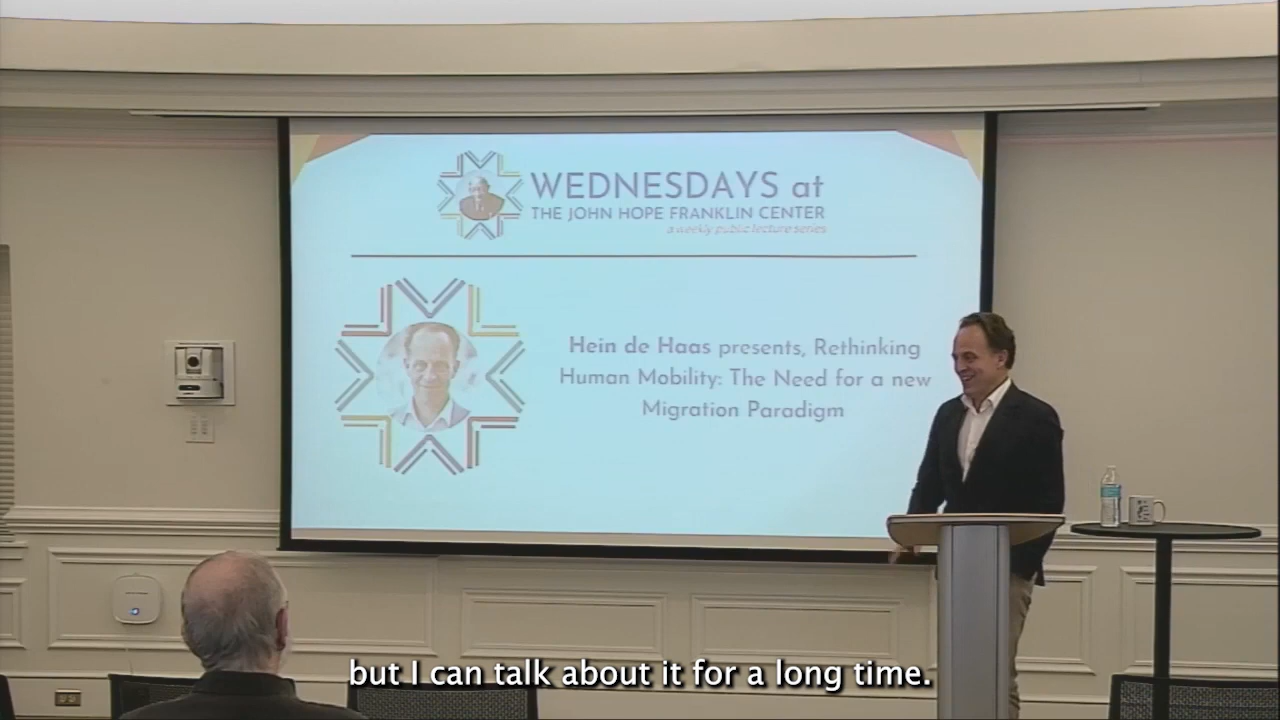 WEDNESDAYS at
THE JOHN HOPE FRANKLIN CENTER
a weekly public lecture series
Hein de Haas presents, Rethinking
Human Mobility: The Need for a new
Migration Paradigm
but I can talk about it for a long time.